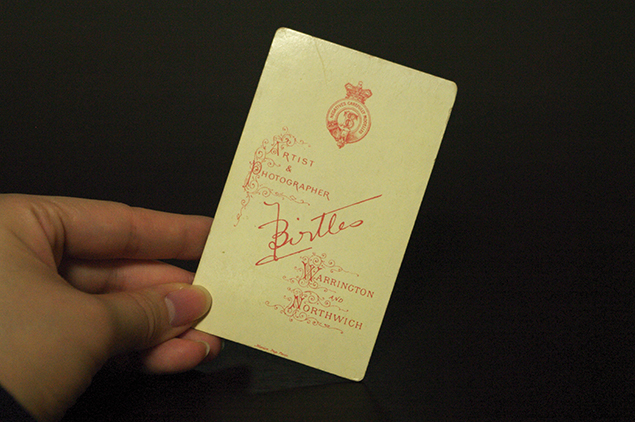 ARTIST
&
PHOTOGRAPHER
Birtles
WARRINGTON
AND
NORTHWICH